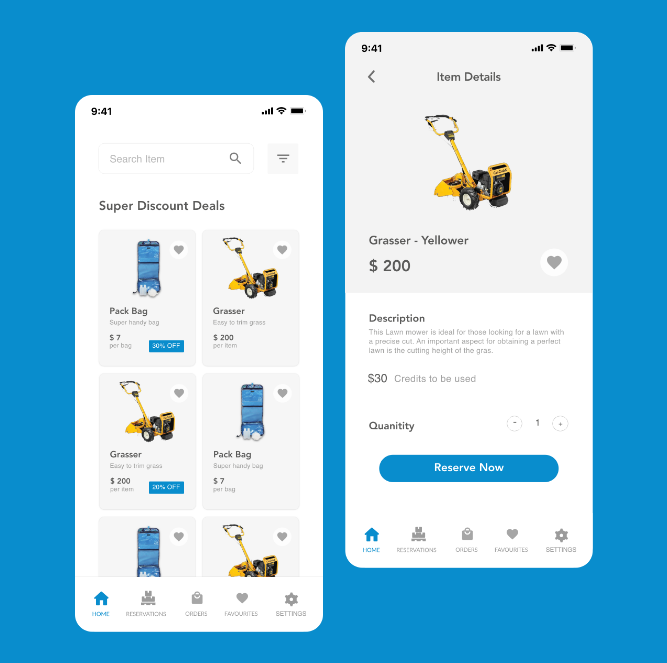 9:41
Search Item
Super Discount Deals
Pack Bag
Super handy bag
$ 7
per bag
30% OFF
Grasser
Easy to trim grass
$ 200
per item
Grasser
Easy to trim grass
$ 200
per item
20% OFF
Pack Bag
Super handy bag
$ 7
per bag
HOME
RESERVATIONS
ORDERS
FAVOURITES
SETTINGS
9:41
Item Details
Grasser - Yellower
$ 200
Description
This Lawn mower is ideal for those looking for a lawn with
a precise cut. An important aspect for obtaining a perfect
lawn is the cutting height of the gras.
$30 Credits to be used
Quanitity
- 1 +
Reserve Now
HOME
RESERVATIONS
ORDERS
FAVOURITES
SETTINGS